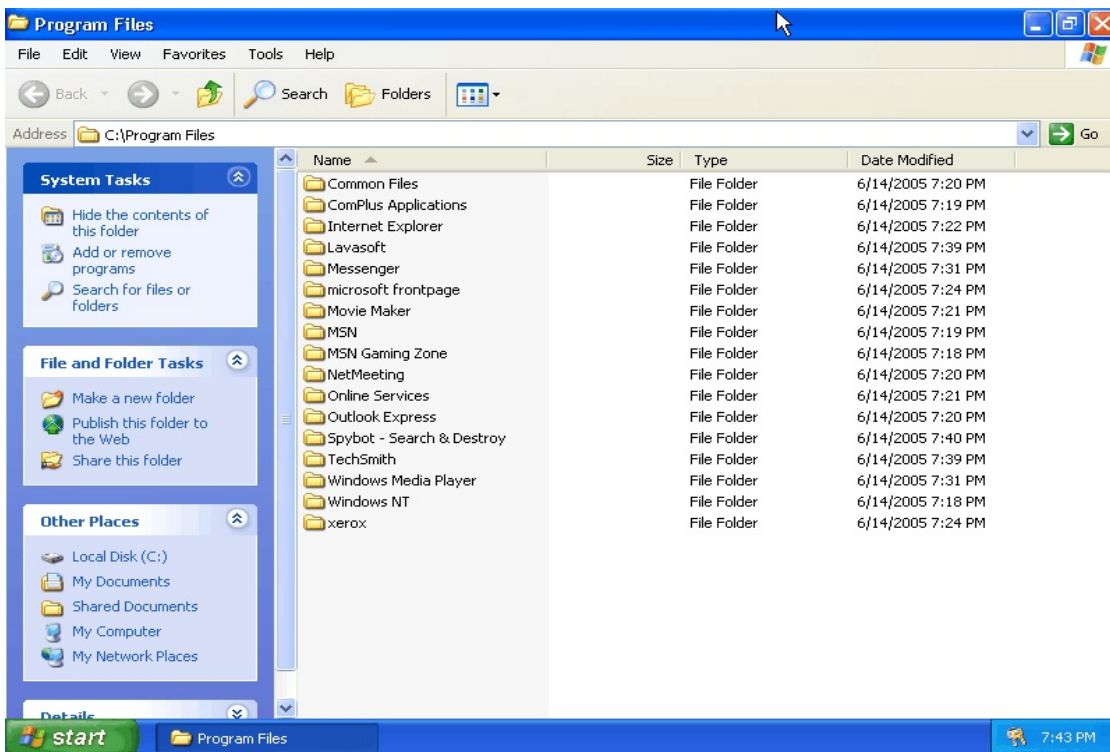 Program Files
File Edit View Favorites Tools Help
Back Search Folders
Address C:\Program Files Go
System Tasks
Hide the contents of
this folder
Add or remove
programs
Search for files or
folders
File and Folder Tasks
Make a new folder
Publish this folder to
the Web
Share this folder
Other Places
Local Disk (C:)
My Documents
Shared Documents
My Computer
My Network Places
Details
Name Size Type Date Modified
Common Files File Folder 6/14/2005 7:20 PM
ComPlus Applications File Folder 6/14/2005 7:19 PM
Internet Explorer File Folder 6/14/2005 7:22 PM
Lavasoft File Folder 6/14/2005 7:39 PM
Messenger File Folder 6/14/2005 7:31 PM
microsoft frontpage File Folder 6/14/2005 7:24 PM
Movie Maker File Folder 6/14/2005 7:21 PM
MSN File Folder 6/14/2005 7:19 PM
MSN Gaming Zone File Folder 6/14/2005 7:18 PM
NetMeeting File Folder 6/14/2005 7:20 PM
Online Services File Folder 6/14/2005 7:21 PM
Outlook Express File Folder 6/14/2005 7:20 PM
Spybot - Search & Destroy File Folder 6/14/2005 7:40 PM
TechSmith File Folder 6/14/2005 7:39 PM
Windows Media Player File Folder 6/14/2005 7:31 PM
Windows NT File Folder 6/14/2005 7:18 PM
xerox File Folder 6/14/2005 7:24 PM
start Program Files 7:43 PM